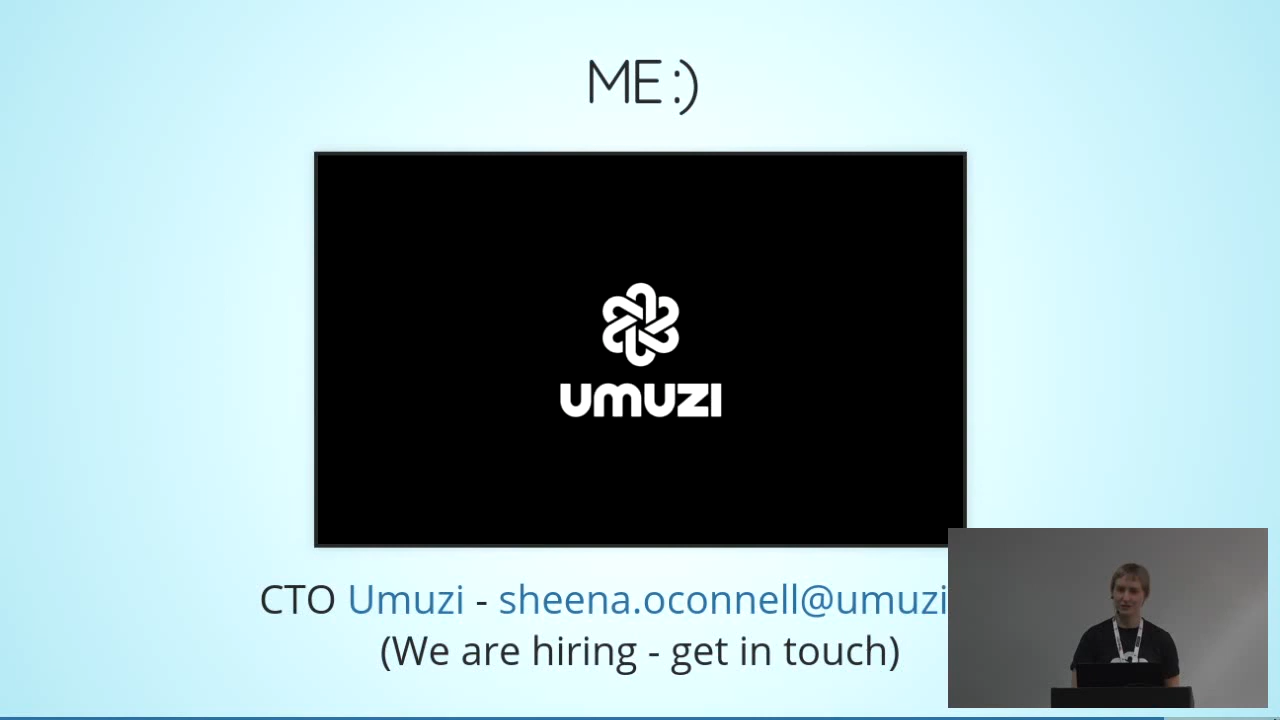 ME :)
UMUZI
CTO Umuzi - sheena.oconnell@umuzi
(We are hiring - get in touch)